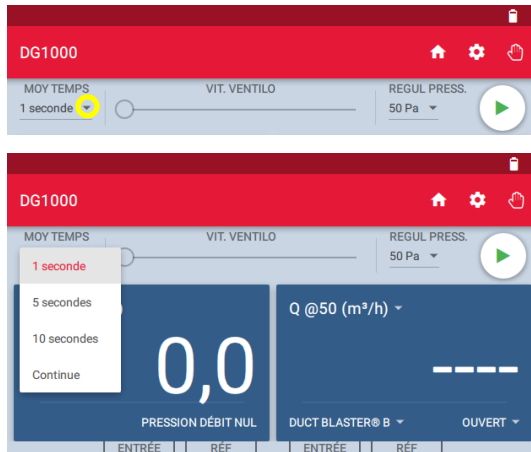 DG1000
MOY TEMPS VIT. VENTILO REGUL PRESS.
1 seconde 50 Pa
DG1000
MOY TEMPS VIT. VENTILO REGUL PRESS.
50 Pa
1 seconde
5 secondes
10 secondes
Continue
) Q @50 (m³/h)
0,0 ----
PRESSION DÉBIT NUL DUCT BLASTER® B OUVERT
ENTRÉE RÉF ENTRÉE RÉF